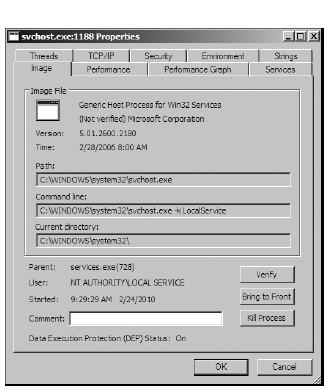 svchost.exe:1188 Properties
Threads TCP/IP Security Environment Strings
Image Performance Performance Graph Services
Image File
Generic Host Process for Win32 Services
(Not verified) Microsoft Corporation
Version: 5.01.2600.2180
Time: 2/28/2006 8:00 AM
Path:
C:\WINDOWS\system32\svchost.exe
Command line:
C:\WINDOWS\system32\svchost.exe -k LocalService
Current directory:
C:\WINDOWS\system32\
Parent: services.exe(728)
Verify
User: NT AUTHORITY\LOCAL SERVICE
Started: 9:29:29 AM 2/24/2010
Bring to Front
Comment:
Kill Process
Data Execution Protection (DEP) Status: On
OK Cancel